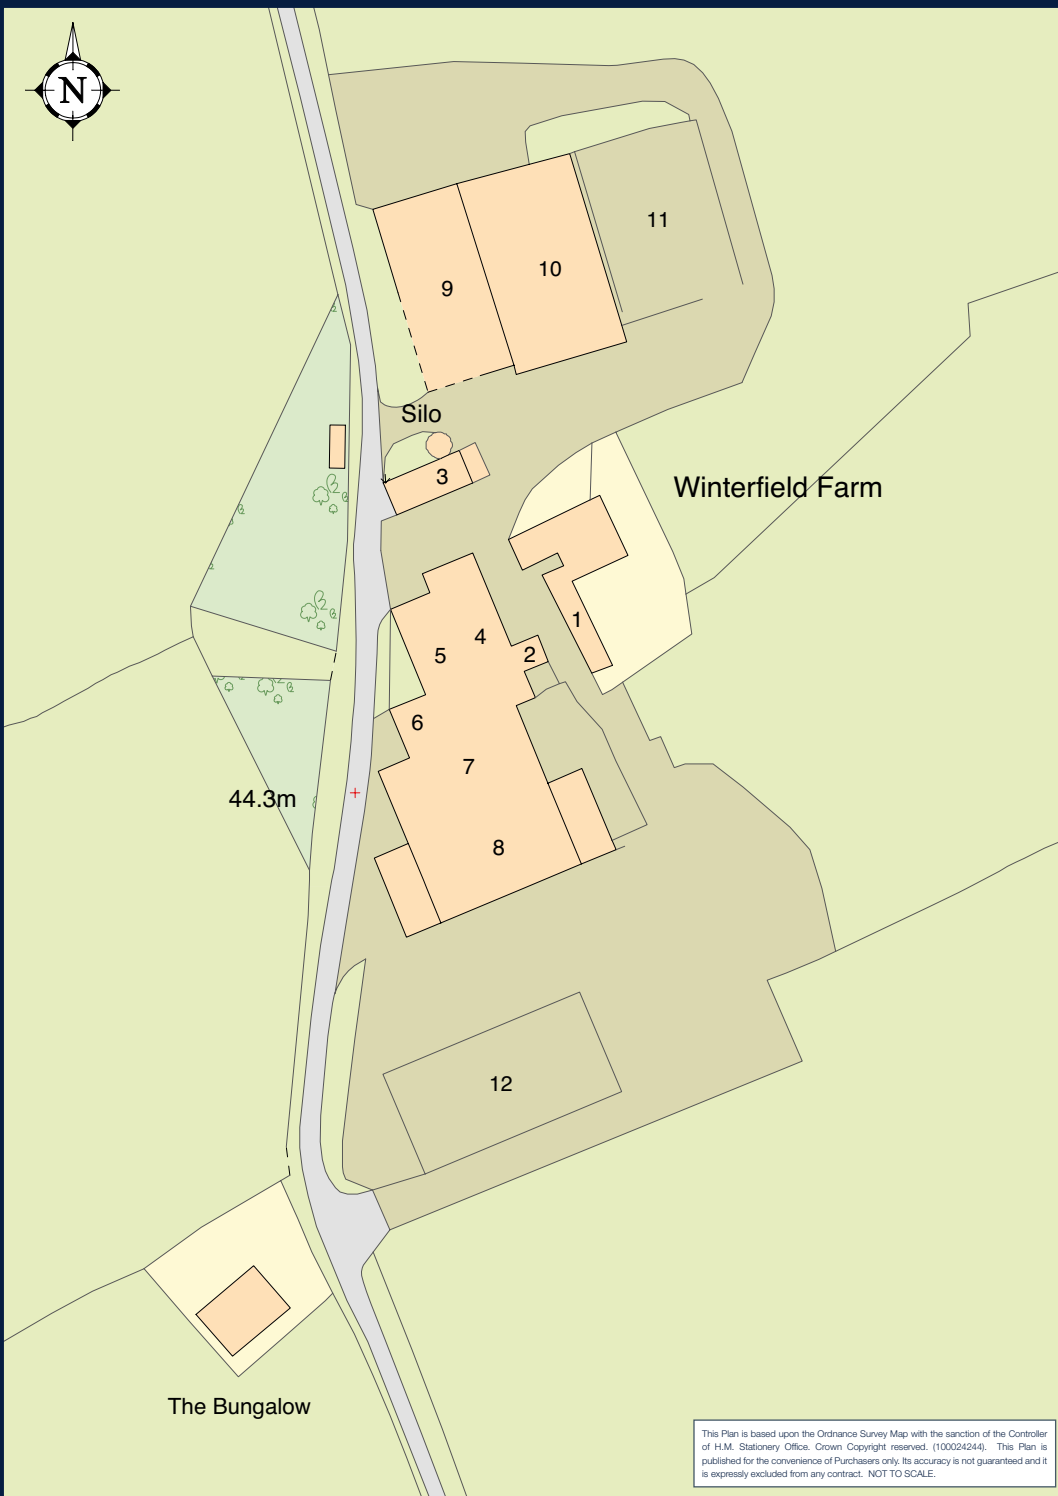 N
11
10
9
Silo
3
Winterfield Farm
1
4
2
5
6
7
44.3m
8
12
The Bungalow
This Plan is based upon the Ordnance Survey Map with the sanction of the Controller
of H.M. Stationery Office. Crown Copyright reserved. (100024244). This Plan is
published for the convenience of Purchasers only. Its accuracy is not guaranteed and it
is expressly excluded from any contract. NOT TO SCALE.